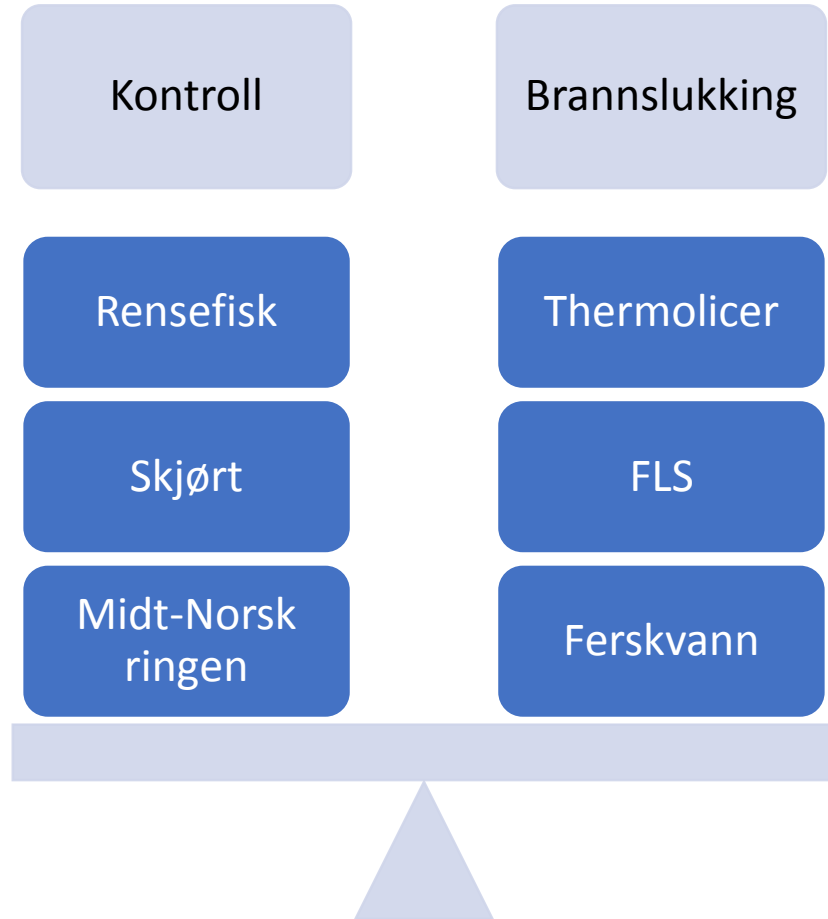 Kontroll
Brannslukking
Rensefisk
Thermolicer
Skjørt
FLS
Midt-Norsk
ringen
Ferskvann